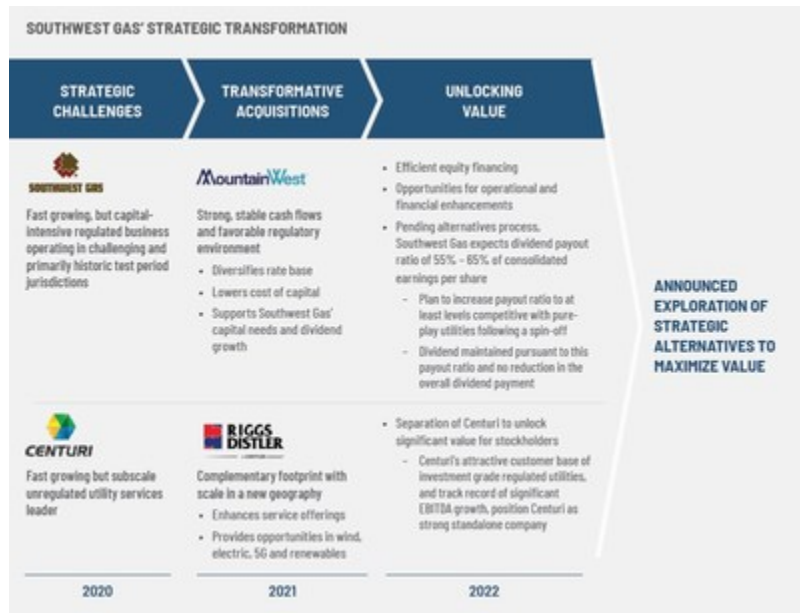 SOUTHWEST GAS' STRATEGIC TRANSFORMATION
STRATEGIC
CHALLENGES
TRANSFORMATIVE
ACQUISITIONS
UNLOCKING
VALUE
SOUTHWEST GAS
Fast growing, but capital-
intensive regulated business
operating in challenging and
primarily historic test period
jurisdictions
MountainWest
Strong, stable cash flows
and favorable regulatory
environment
• Diversifies rate base
• Lowers cost of capital
• Supports Southwest Gas'
capital needs and dividend
growth
• Efficient equity financing
• Opportunities for operational and
financial enhancements
• Pending alternatives process,
Southwest Gas expects dividend payout
ratio of 55% - 65% of consolidated
earnings per share
– Plan to increase payout ratio to at
least levels competitive with pure-
play utilities following a spin-off
– Dividend maintained pursuant to this
payout ratio and no reduction in the
overall dividend payment
CENTURI
Fast growing but subscale
unregulated utility services
leader
RIGGS
DISTLER
Complementary footprint with
scale in a new geography
• Enhances service offerings
• Provides opportunities in wind,
electric, 5G and renewables
• Separation of Centuri to unlock
significant value for stockholders
– Centuri's attractive customer base of
investment grade regulated utilities,
and track record of significant
EBITDA growth, position Centuri as
strong standalone company
ANNOUNCED
EXPLORATION OF
STRATEGIC
ALTERNATIVES TO
MAXIMIZE VALUE
2020
2021
2022